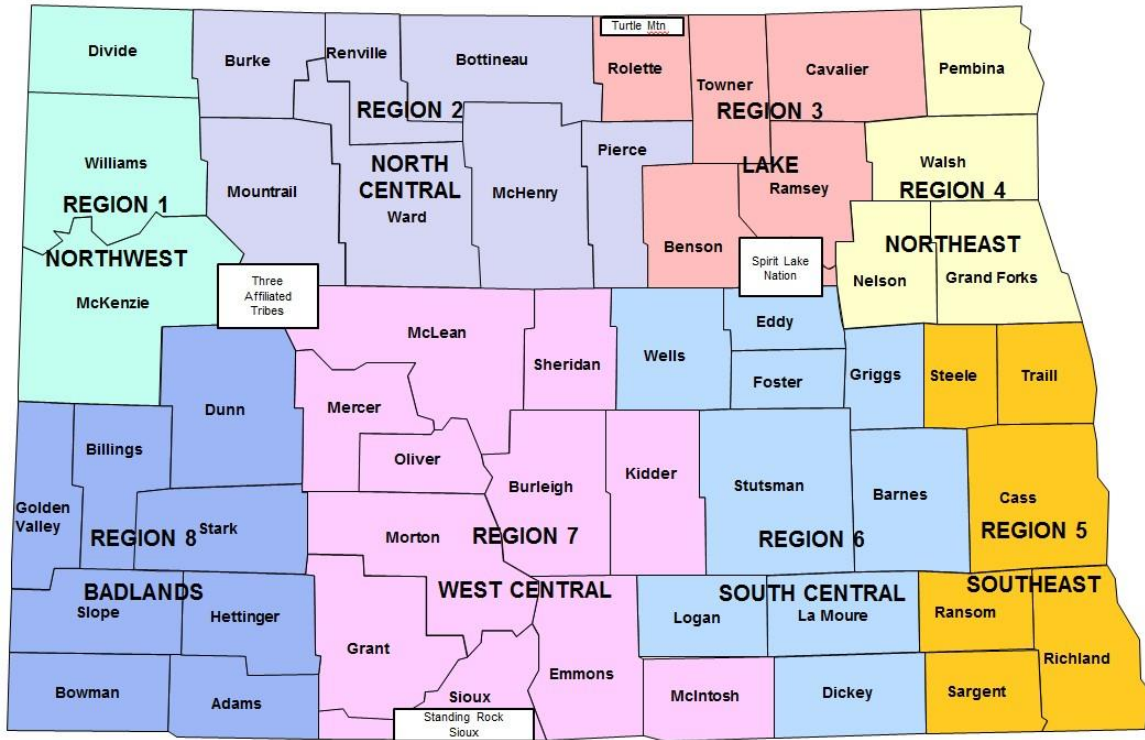 Turtle Mtn
Divide
Burke
Renville
Bottineau
Rolette
Towner
Cavalier
Pembina
REGION 2
REGION 3
Williams
Mountrail
NORTH
CENTRAL
Ward
McHenry
Pierce
LAKE
Ramsey
Walsh
REGION 4
REGION 1
NORTHWEST
McKenzie
Three
Affiliated
Tribes
Benson
Spirit Lake
Nation
NORTHEAST
Nelson
Grand Forks
McLean
Sheridan
Wells
Eddy
Foster
Griggs
Steele
Traill
Dunn
Mercer
Oliver
Billings
Golden
Valley
Stark
REGION 8
Burleigh
Kidder
Morton
REGION 7
Stutsman
Barnes
REGION 6
Cass
REGION 5
BADLANDS
Slope
Hettinger
WEST CENTRAL
Grant
SOUTH CENTRAL
Logan
La Moure
SOUTHEAST
Ransom
Richland
Bowman
Adams
Sioux
Emmons
McIntosh
Dickey
Sargent
Standing Rock
Sioux